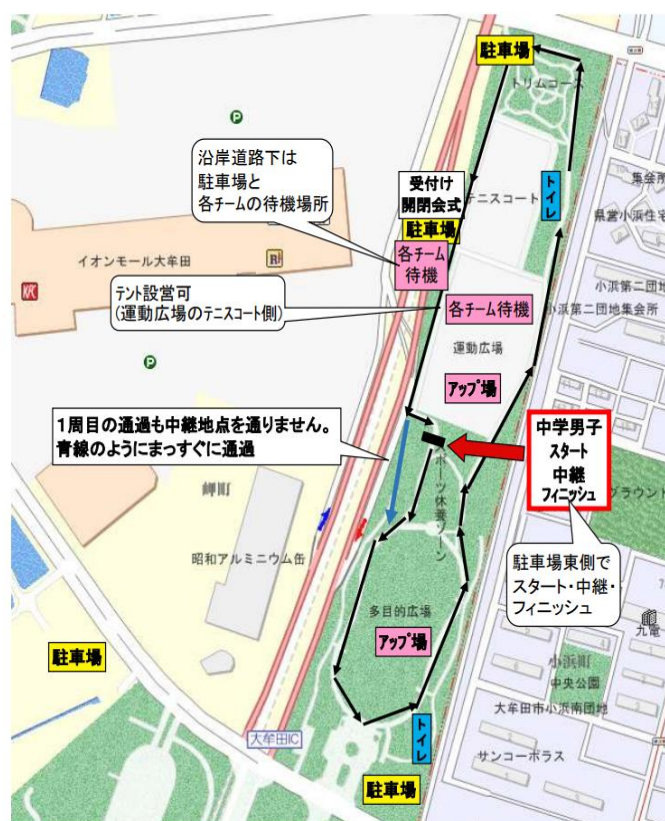 駐車場
トリムコース
沿岸道路下は
駐車場と
各チームの待機場所
受付け
開閉会式
駐車場
テニスコート
トイレ
集会所
県営小浜住宅
各チーム
待機
イオンモール大牟田
R
KFC
P
テント設営可
(運動広場のテニスコート側)
各チーム待機
小浜第二団地
小浜第二団地集会所
運動広場
アップ場
P
1周目の通過も中継地点を通りません。
青線のようにまっすぐに通過
中学男子
スタート
中継
フィニッシュ
スポーツ休養ゾーン
グラウンド
岬町
昭和アルミニウム缶
駐車場東側で
スタート・中継・
フィニッシュ
多目的広場
アップ場
駐車場
小浜町
中央公園
大牟田市小浜南団地
大牟田IC
トイレ
サンコーポラス
駐車場